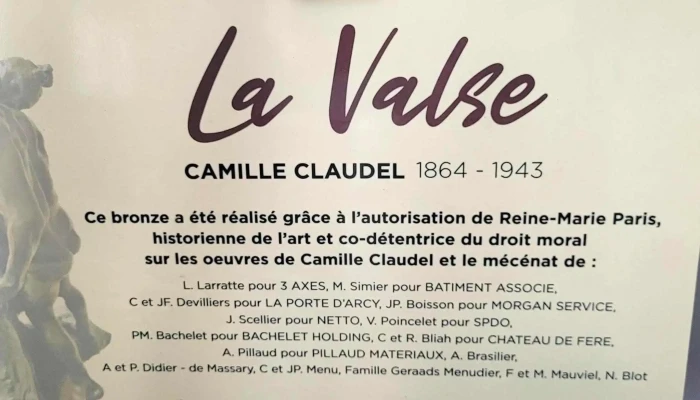 La Valse
CAMILLE CLAUDEL 1864 - 1943
Ce bronze a été réalisé grâce à l'autorisation de Reine-Marie Paris,
historienne de l'art et co-détentrice du droit moral
sur les oeuvres de Camille Claudel et le mécénat de :
L. Larratte pour 3 AXES, M. Simier pour BATIMENT ASSOCIE,
C et JF. Devilliers pour LA PORTE D'ARCY, JP. Boisson pour MORGAN SERVICE,
J. Scellier pour NETTO, V. Poincelet pour SPDO,
PM. Bachelet pour BACHELET HOLDING, C et R. Bliah pour CHATEAU DE FERE,
A. Pillaud pour PILLAUD MATERIAUX, A. Brasilier,
A et P. Didier - de Massary, C et JP. Menu, Famille Geraads Menudier, F et M. Mauviel, N. Blot